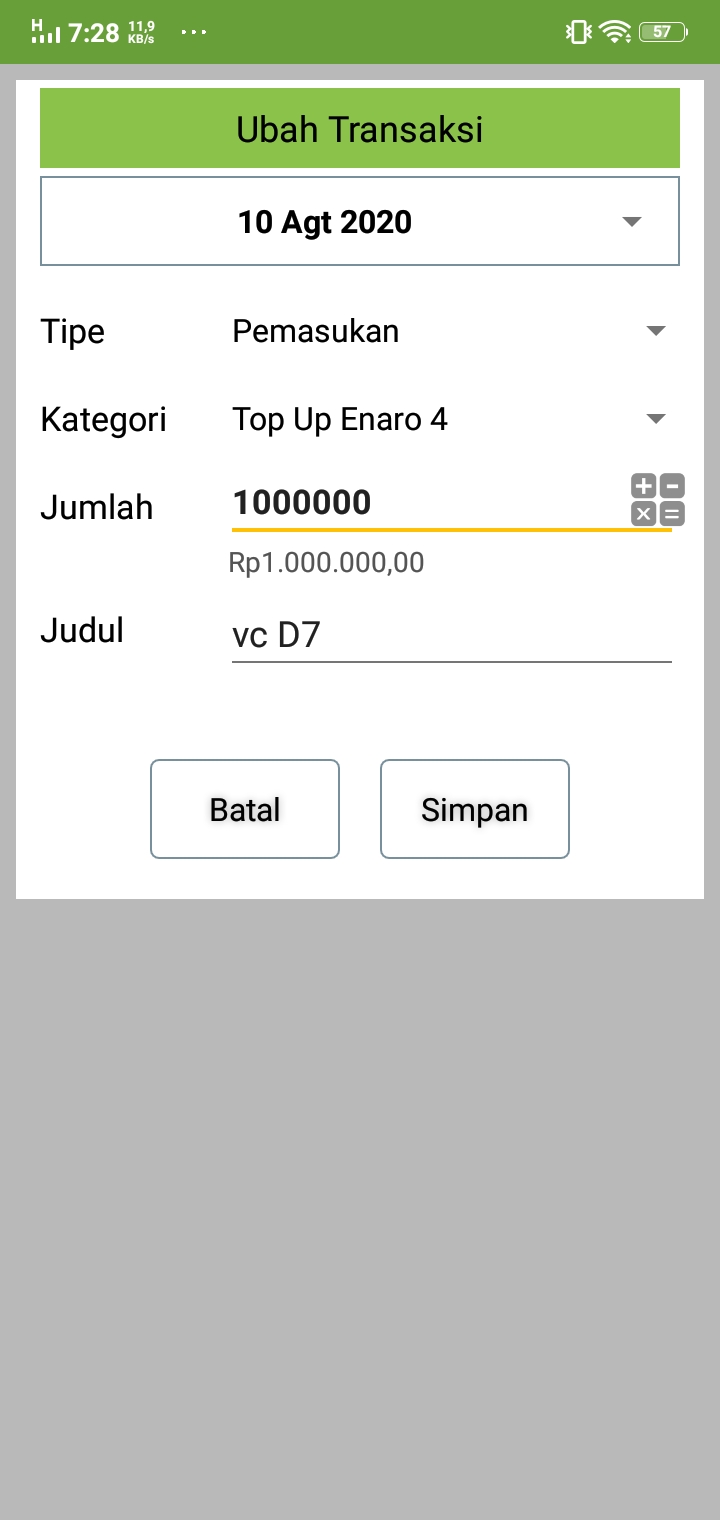 H 7:28 11,9 KB/s ... 57
Ubah Transaksi
10 Agt 2020
Tipe Pemasukan
Kategori Top Up Enaro 4
Jumlah 1000000
Rp1.000.000,00
Judul vc D7
Batal Simpan